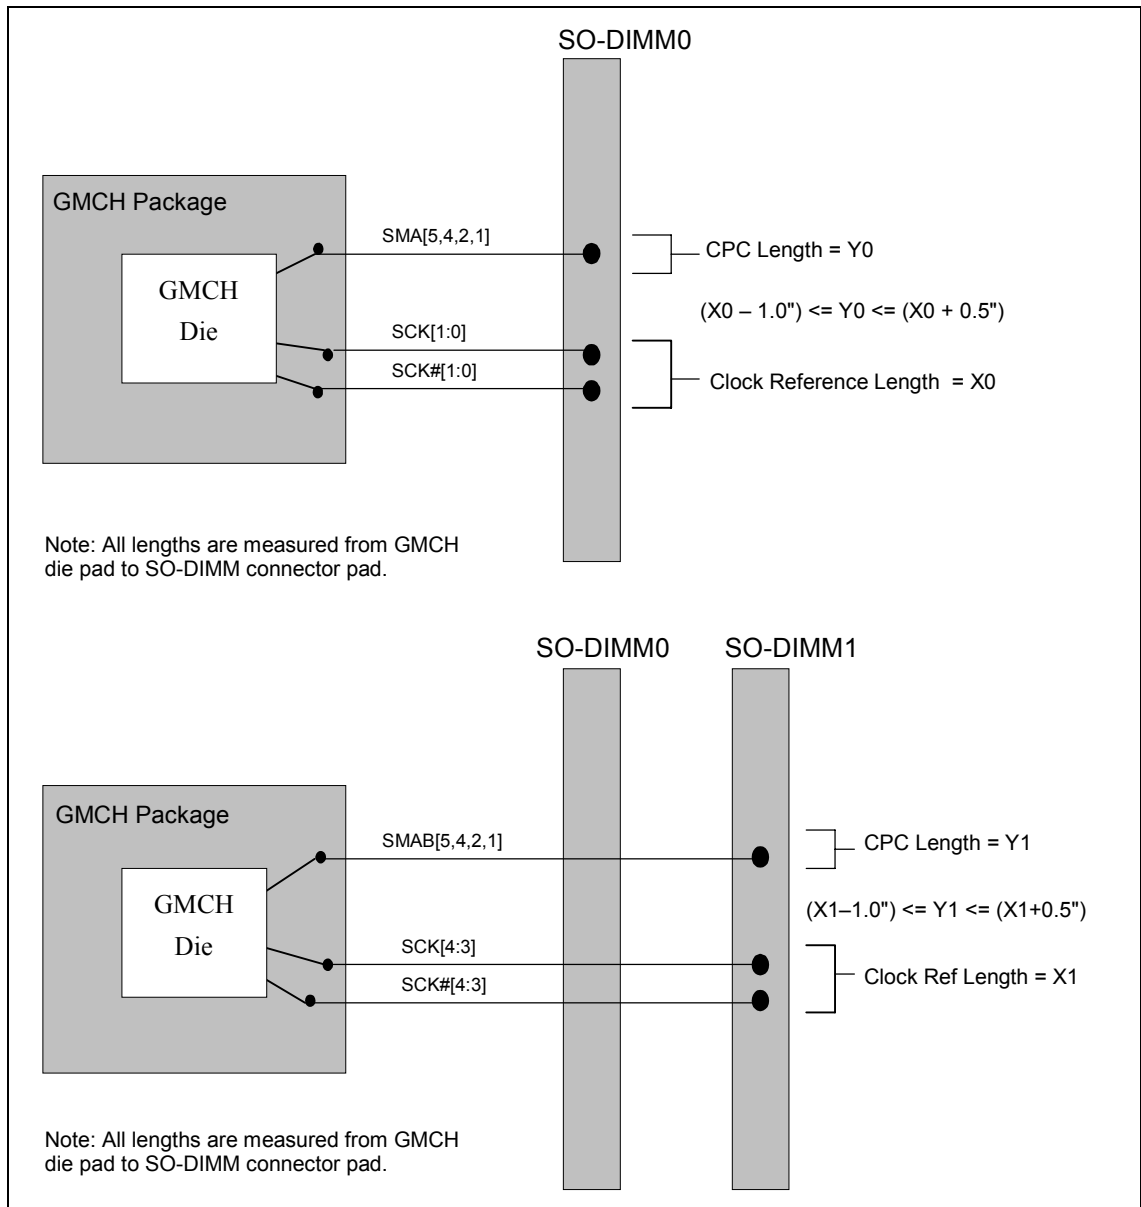 SO-DIMM0
GMCH Package
SMA[5,4,2,1]
CPC Length = Y0
GMCH
Die
(X0 – 1.0") <= Y0 <= (X0 + 0.5")
SCK[1:0]
SCK#[1:0]
Clock Reference Length = X0
Note: All lengths are measured from GMCH
die pad to SO-DIMM connector pad.
SO-DIMM0
SO-DIMM1
GMCH Package
SMAB[5,4,2,1]
CPC Length = Y1
GMCH
Die
(X1–1.0") <= Y1 <= (X1+0.5")
SCK[4:3]
SCK#[4:3]
Clock Ref Length = X1
Note: All lengths are measured from GMCH
die pad to SO-DIMM connector pad.